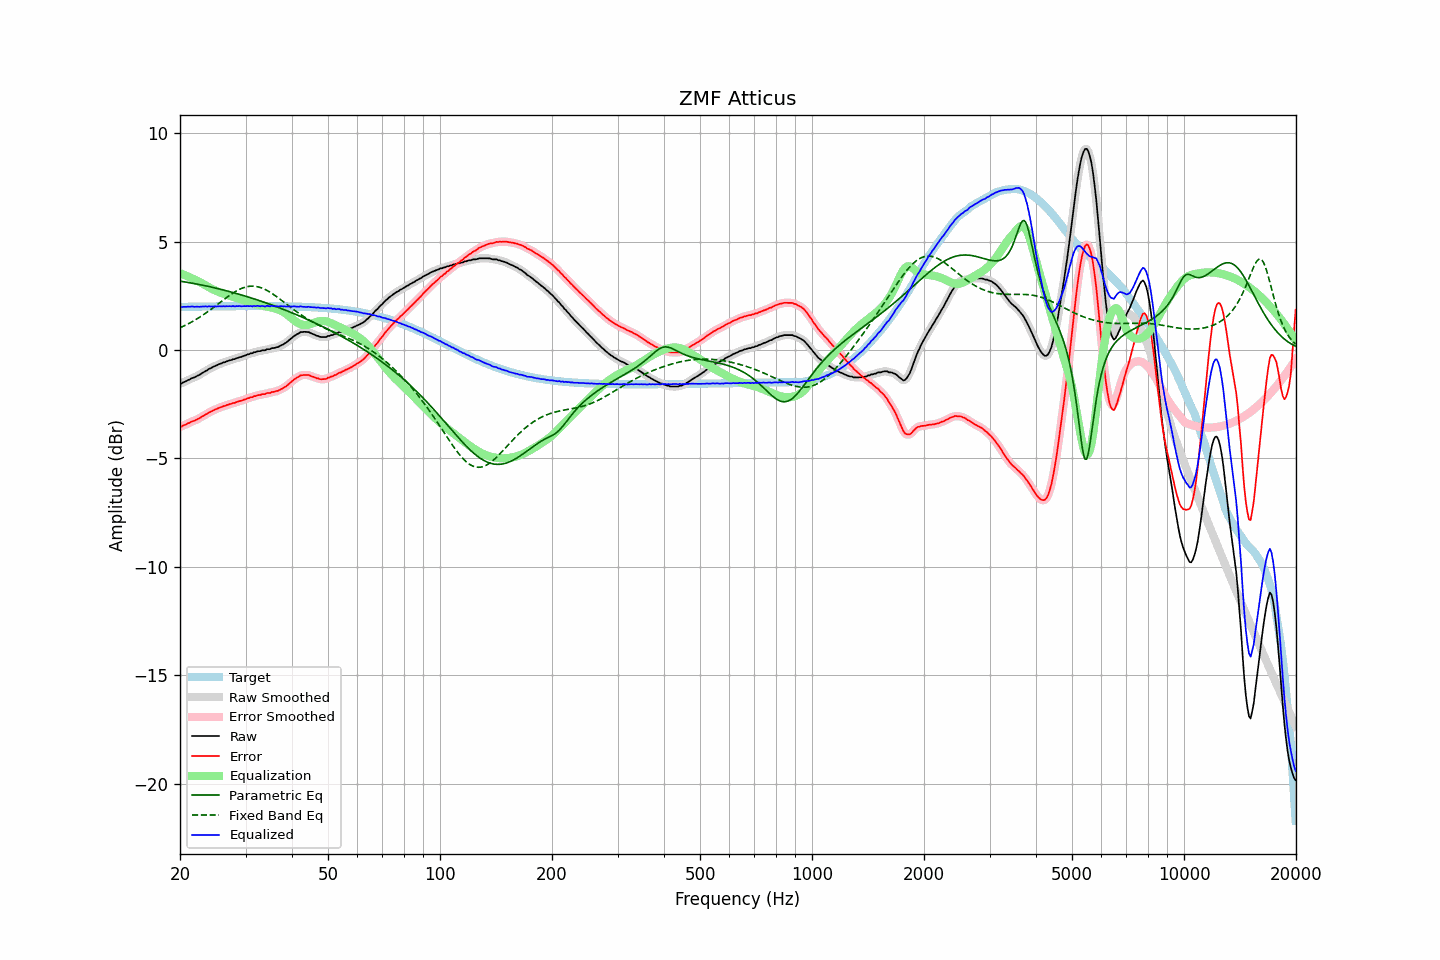 ZMF Atticus
Amplitude (dBr)
10
5
0
−5
−10
−15
−20
Target
Raw Smoothed
Error Smoothed
Raw
Error
Equalization
Parametric Eq
Fixed Band Eq
Equalized
20 50 100 200 500 1000 2000 5000 10000 20000
Frequency (Hz)